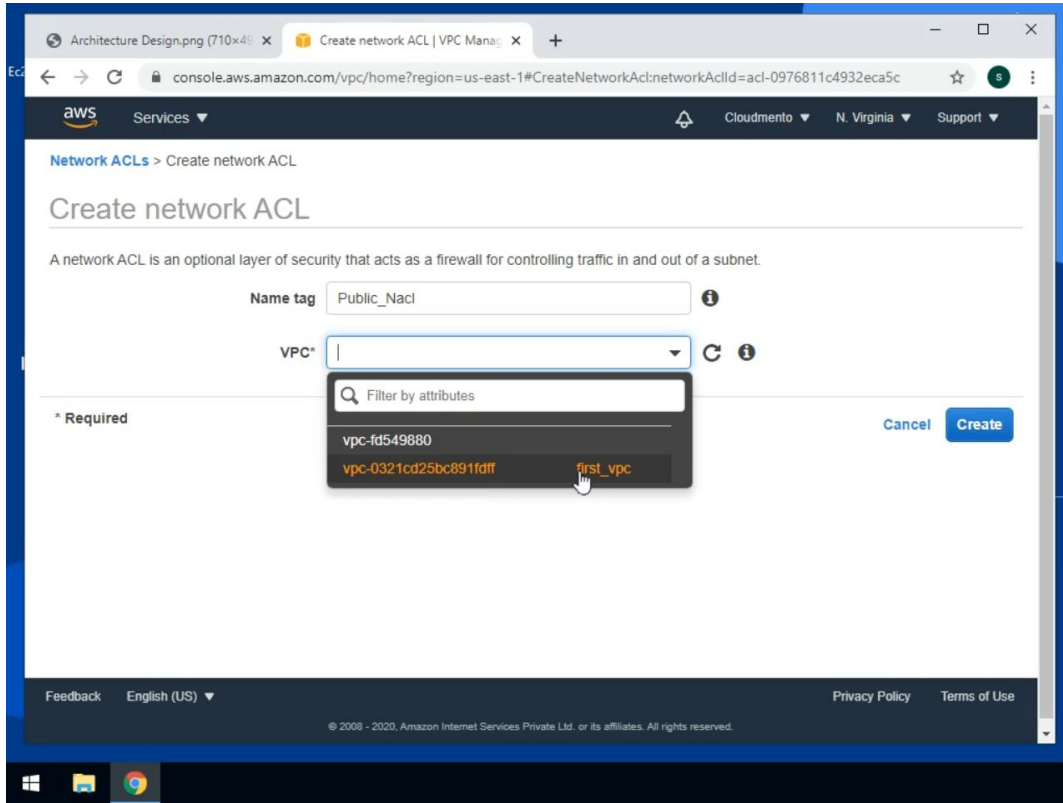 Architecture Design.png (710×49
Create network ACL | VPC Manag
Ec2
console.aws.amazon.com/vpc/home?region=us-east-1#CreateNetworkAcl:networkAclId=acl-0976811c4932eca5c
S
aws
Services
Cloudmento
N. Virginia
Support
Network ACLs > Create network ACL
Create network ACL
A network ACL is an optional layer of security that acts as a firewall for controlling traffic in and out of a subnet.
Name tag
Public_Nacl
VPC*
Filter by attributes
vpc-fd549880
vpc-0321cd25bc891fdff first_vpc
* Required
Cancel
Create
Feedback
English (US)
Privacy Policy
Terms of Use
© 2008 - 2020, Amazon Internet Services Private Ltd. or its affiliates. All rights reserved.